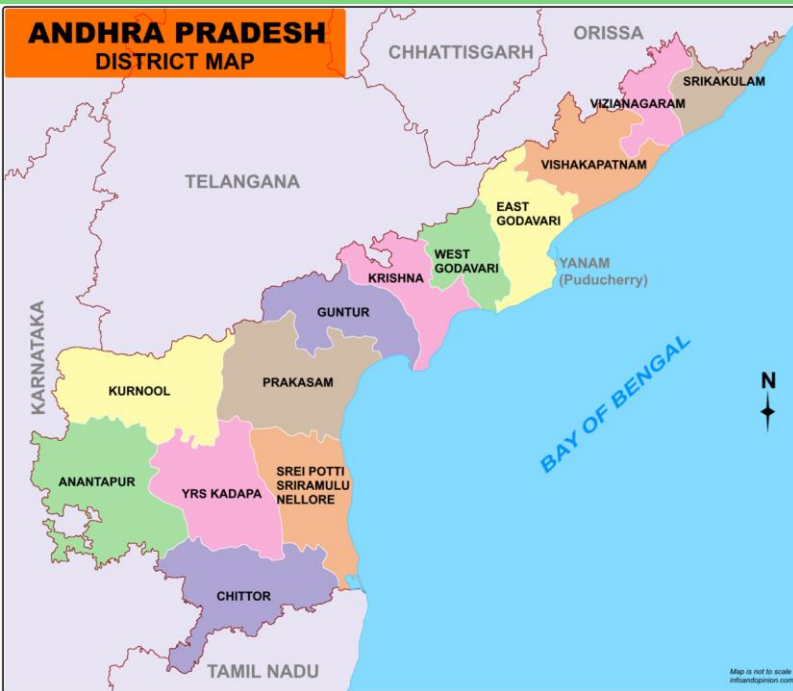 ANDHRA PRADESH
DISTRICT MAP
CHHATTISGARH
ORISSA
SRIKAKULAM
VIZIANAGARAM
VISHAKAPATNAM
TELANGANA
EAST
GODAVARI
WEST
GODAVARI
YANAM
(Puducherry)
KRISHNA
GUNTUR
KARNATAKA
KURNOOL
PRAKASAM
BAY OF BENGAL
N
ANANTAPUR
YRS KADAPA
SREI POTTI
SRIRAMULU
NELLORE
CHITTOR
TAMIL NADU
Map is not to scale
infoandopinion.com